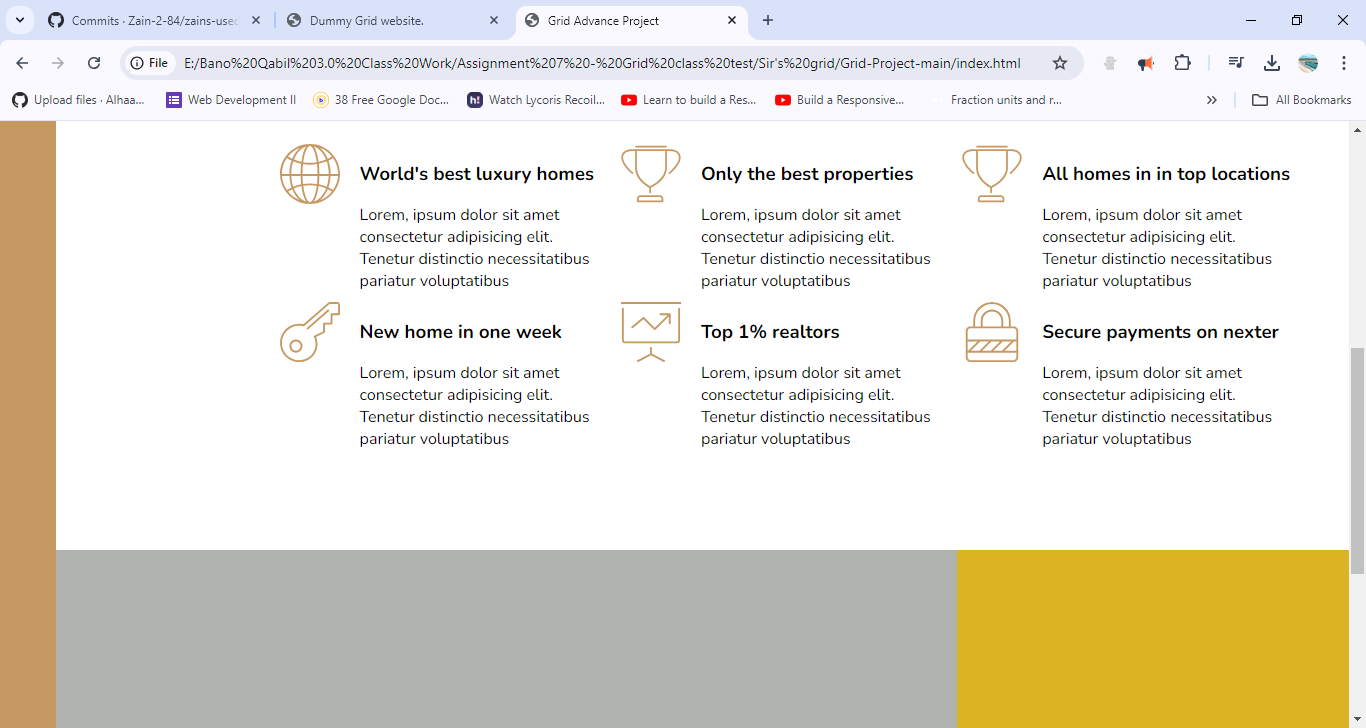 Commits · Zain-2-84/zains-used
Dummy Grid website.
Grid Advance Project
File
E:/Bano%20Qabil%203.0%20Class%20Work/Assignment%207%20-%20Grid%20class%20test/Sir's%20grid/Grid-Project-main/index.html
Upload files · Alhaa...
Web Development II
38 Free Google Doc...
h!
Watch Lycoris Recoil...
Learn to build a Res...
Build a Responsive...
Fraction units and r...
All Bookmarks
World's best luxury homes
Lorem, ipsum dolor sit amet
consectetur adipisicing elit.
Tenetur distinctio necessitatibus
pariatur voluptatibus
Only the best properties
Lorem, ipsum dolor sit amet
consectetur adipisicing elit.
Tenetur distinctio necessitatibus
pariatur voluptatibus
All homes in in top locations
Lorem, ipsum dolor sit amet
consectetur adipisicing elit.
Tenetur distinctio necessitatibus
pariatur voluptatibus
New home in one week
Lorem, ipsum dolor sit amet
consectetur adipisicing elit.
Tenetur distinctio necessitatibus
pariatur voluptatibus
Top 1% realtors
Lorem, ipsum dolor sit amet
consectetur adipisicing elit.
Tenetur distinctio necessitatibus
pariatur voluptatibus
Secure payments on nexter
Lorem, ipsum dolor sit amet
consectetur adipisicing elit.
Tenetur distinctio necessitatibus
pariatur voluptatibus